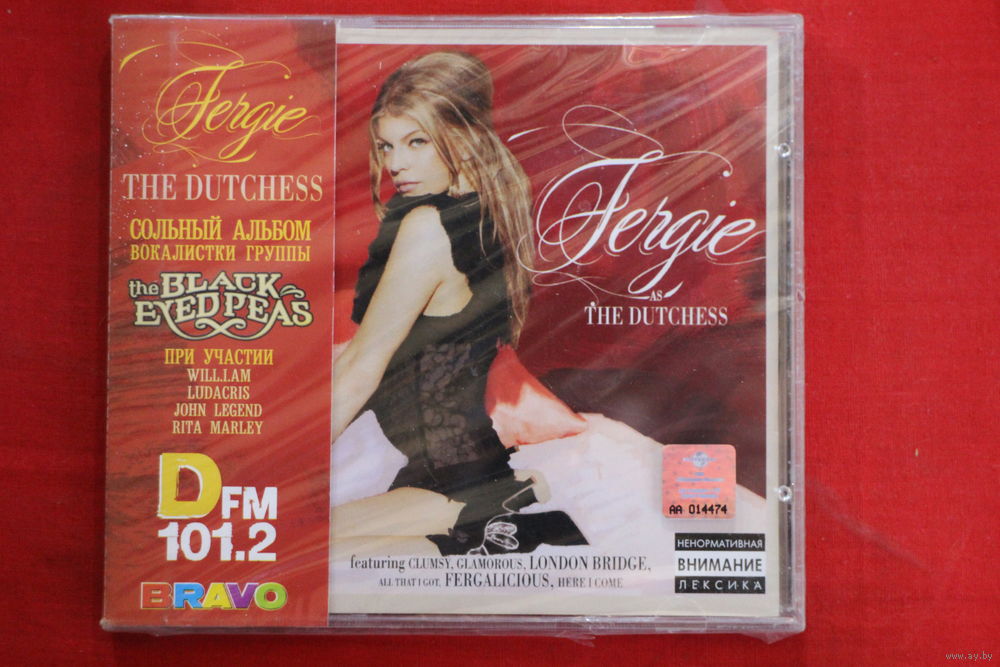 Fergie
THE DUTCHESS
СОЛЬНЫЙ АЛЬБОМ
ВОКАЛИСТКИ ГРУППЫ
the BLACK
EYED PEAS
ПРИ УЧАСТИИ
WILL.I.AM
LUDACRIS
JOHN LEGEND
RITA MARLEY
DFM
101.2
BRAVO
Fergie
AS
THE DUTCHESS
AA 014474
featuring CLUMSY, GLAMOROUS, LONDON BRIDGE,
ALL THAT I GOT, FERGALICIOUS, HERE I COME
НЕНОРМАТИВНАЯ
ВНИМАНИЕ
ЛЕКСИКА
www.ay.by